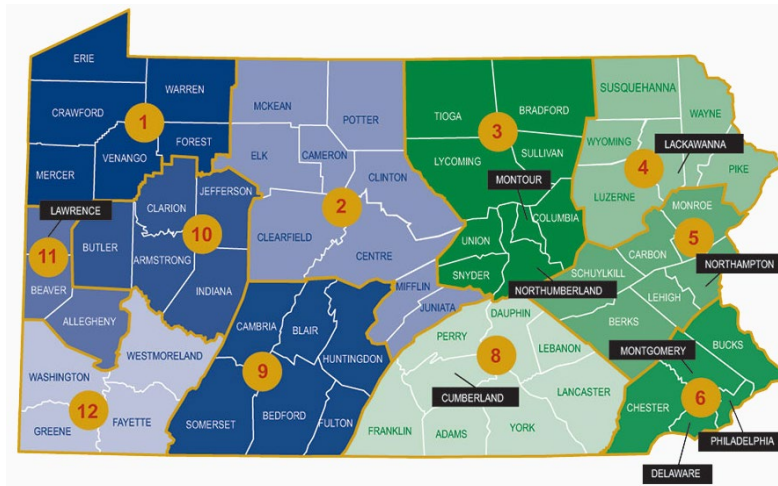 ERIE
WARREN
CRAWFORD
1
FOREST
VENANGO
MERCER
MCKEAN
POTTER
ELK
CAMERON
CLINTON
2
CLEARFIELD
CENTRE
MIFFLIN
JUNIATA
TIOGA
BRADFORD
3
LYCOMING
SULLIVAN
MONTOUR
COLUMBIA
UNION
SNYDER
NORTHUMBERLAND
SUSQUEHANNA
WAYNE
WYOMING
LACKAWANNA
4
PIKE
LUZERNE
MONROE
5
CARBON
NORTHAMPTON
SCHUYLKILL
LEHIGH
BERKS
MONTGOMERY
BUCKS
6
CHESTER
PHILADELPHIA
DELAWARE
DAUPHIN
PERRY
8
LEBANON
CUMBERLAND
LANCASTER
FRANKLIN
ADAMS
YORK
CAMBRIA
BLAIR
9
HUNTINGDON
SOMERSET
BEDFORD
FULTON
JEFFERSON
CLARION
10
BUTLER
ARMSTRONG
INDIANA
LAWRENCE
11
BEAVER
ALLEGHENY
WESTMORELAND
WASHINGTON
12
FAYETTE
GREENE